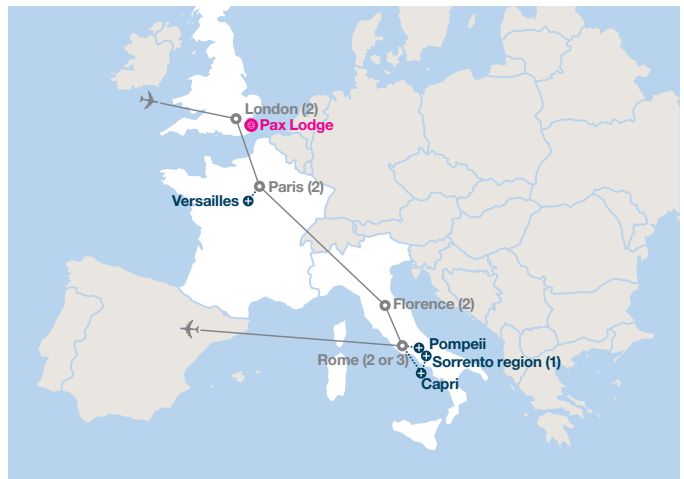 London (2)
Pax Lodge
Paris (2)
Versailles
Florence (2)
Pompeii
Rome (2 or 3)
Sorrento region (1)
Capri